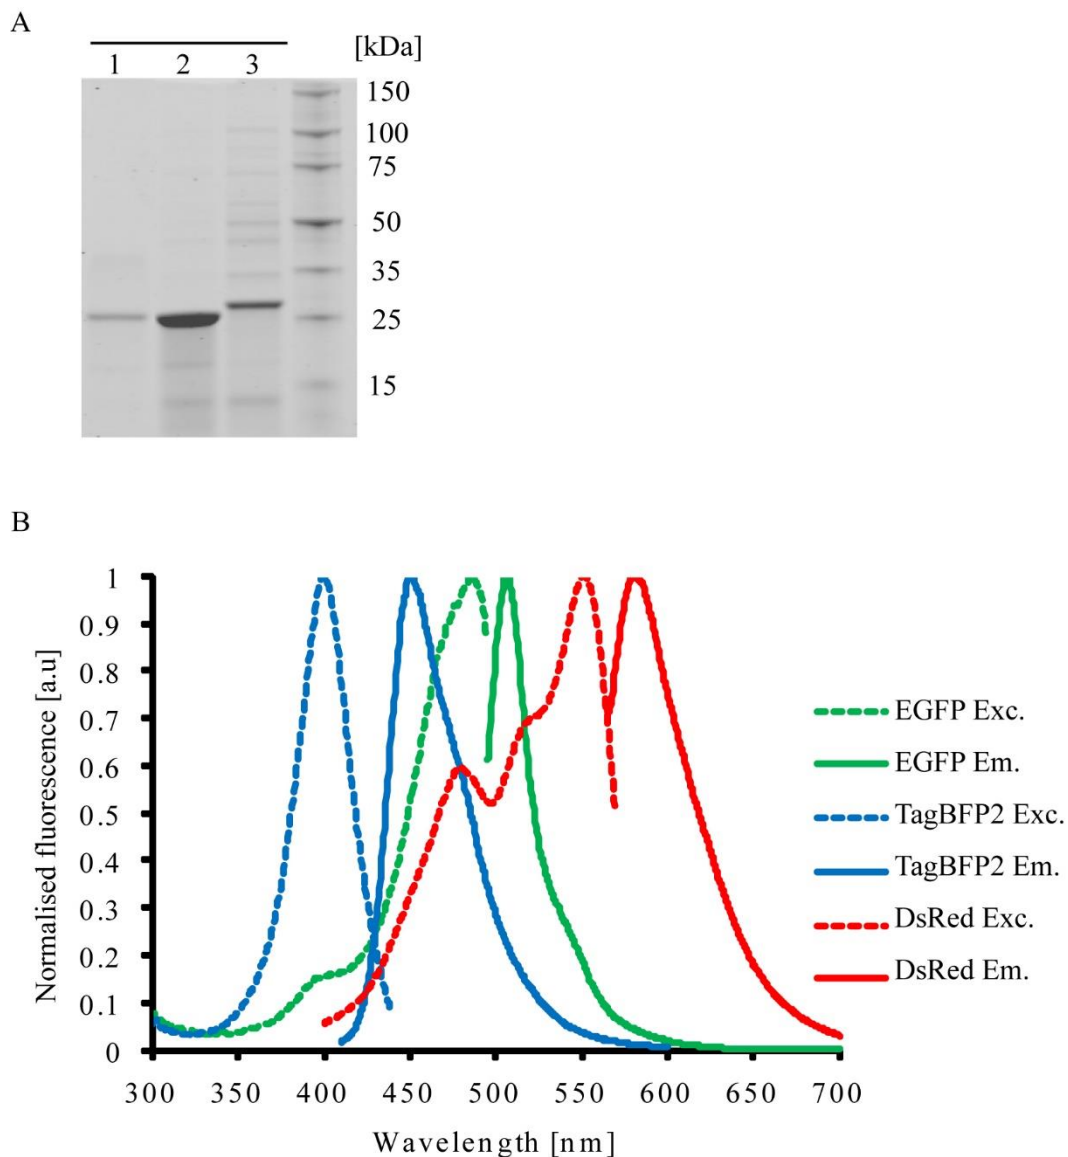 A
[kDa]
1 2 3
150
100
75
50
35
25
15
B
Normalised fluorescence [a.u]
1
0.9
0.8
0.7
0.6
0.5
0.4
0.3
0.2
0.1
0
300 350 400 450 500 550 600 650 700
Wavelength [nm]
EGFP Exc.
EGFP Em.
TagBFP2 Exc.
TagBFP2 Em.
DsRed Exc.
DsRed Em.